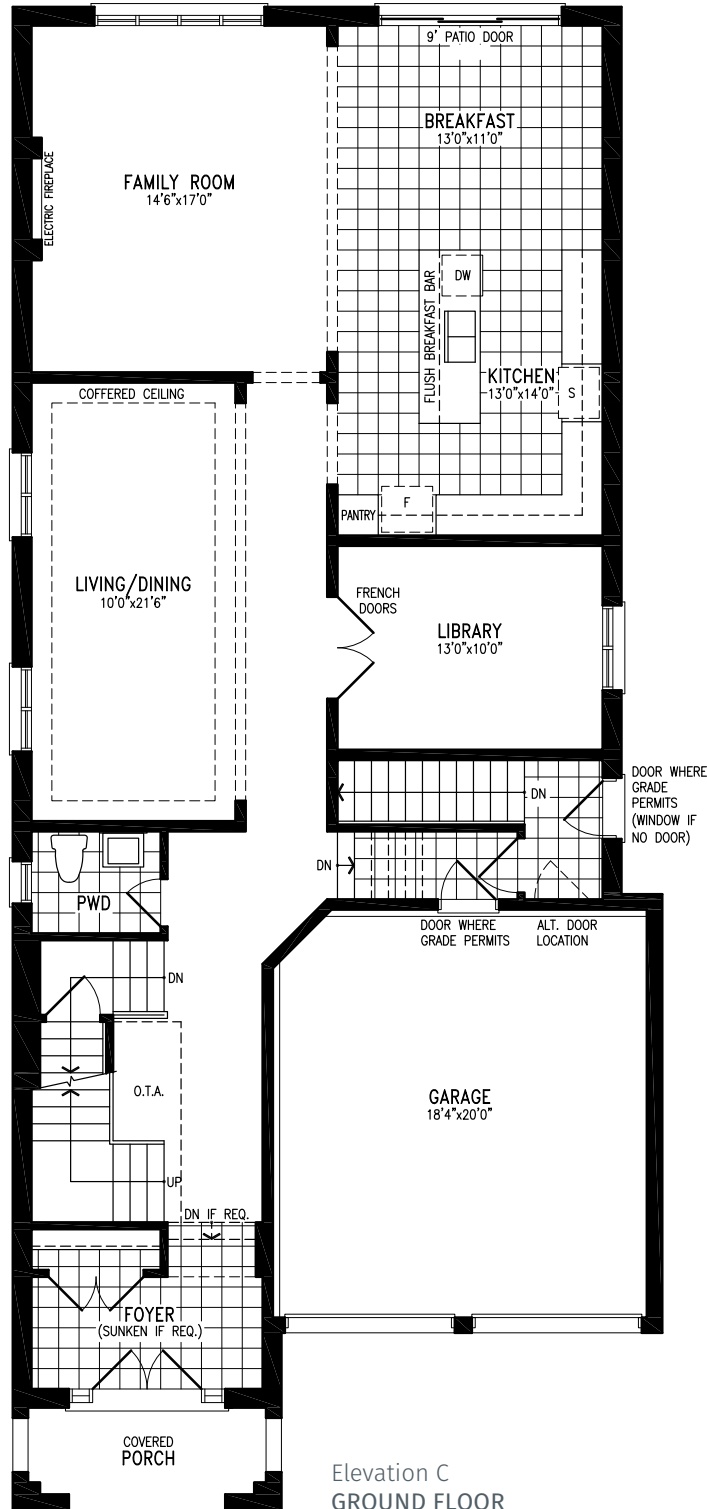 9' PATIO DOOR
BREAKFAST
13'0"x11'0"
FAMILY ROOM
14'6"x17'0"
ELECTRIC FIREPLACE
DW
FLUSH BREAKFAST BAR
KITCHEN
13'0"x14'0"
S
COFFERED CEILING
F
PANTRY
LIVING/DINING
10'0"x21'6"
FRENCH
DOORS
LIBRARY
13'0"x10'0"
DOOR WHERE
GRADE
PERMITS
(WINDOW IF
NO DOOR)
DN
DN
PWD
DOOR WHERE
GRADE PERMITS
ALT. DOOR
LOCATION
DN
O.T.A.
GARAGE
18'4"x20'0"
UP
DN IF REQ.
FOYER
(SUNKEN IF REQ.)
COVERED
PORCH
Elevation C
GROUND FLOOR